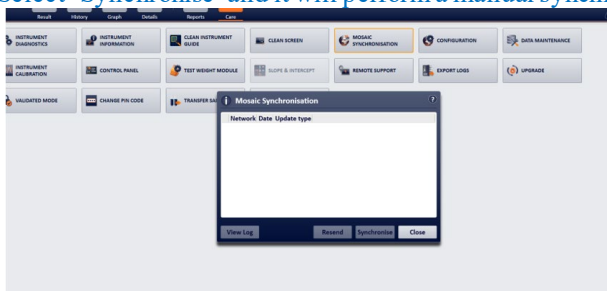 Select "Synchronise" and it will perform a manual synch
Result History Graph Details Reports Care
INSTRUMENT DIAGNOSTICS
INSTRUMENT INFORMATION
CLEAN INSTRUMENT GUIDE
CLEAN SCREEN
MOSAIC SYNCHRONISATION
CONFIGURATION
DATA MAINTENANCE
INSTRUMENT CALIBRATION
CONTROL PANEL
TEST WEIGHT MODULE
SLOPE & INTERCEPT
REMOTE SUPPORT
EXPORT LOGS
UPGRADE
VALIDATED MODE
CHANGE PIN CODE
TRANSFER
Mosaic Synchronisation
Network Date Update type
View Log Resend Synchronise Close